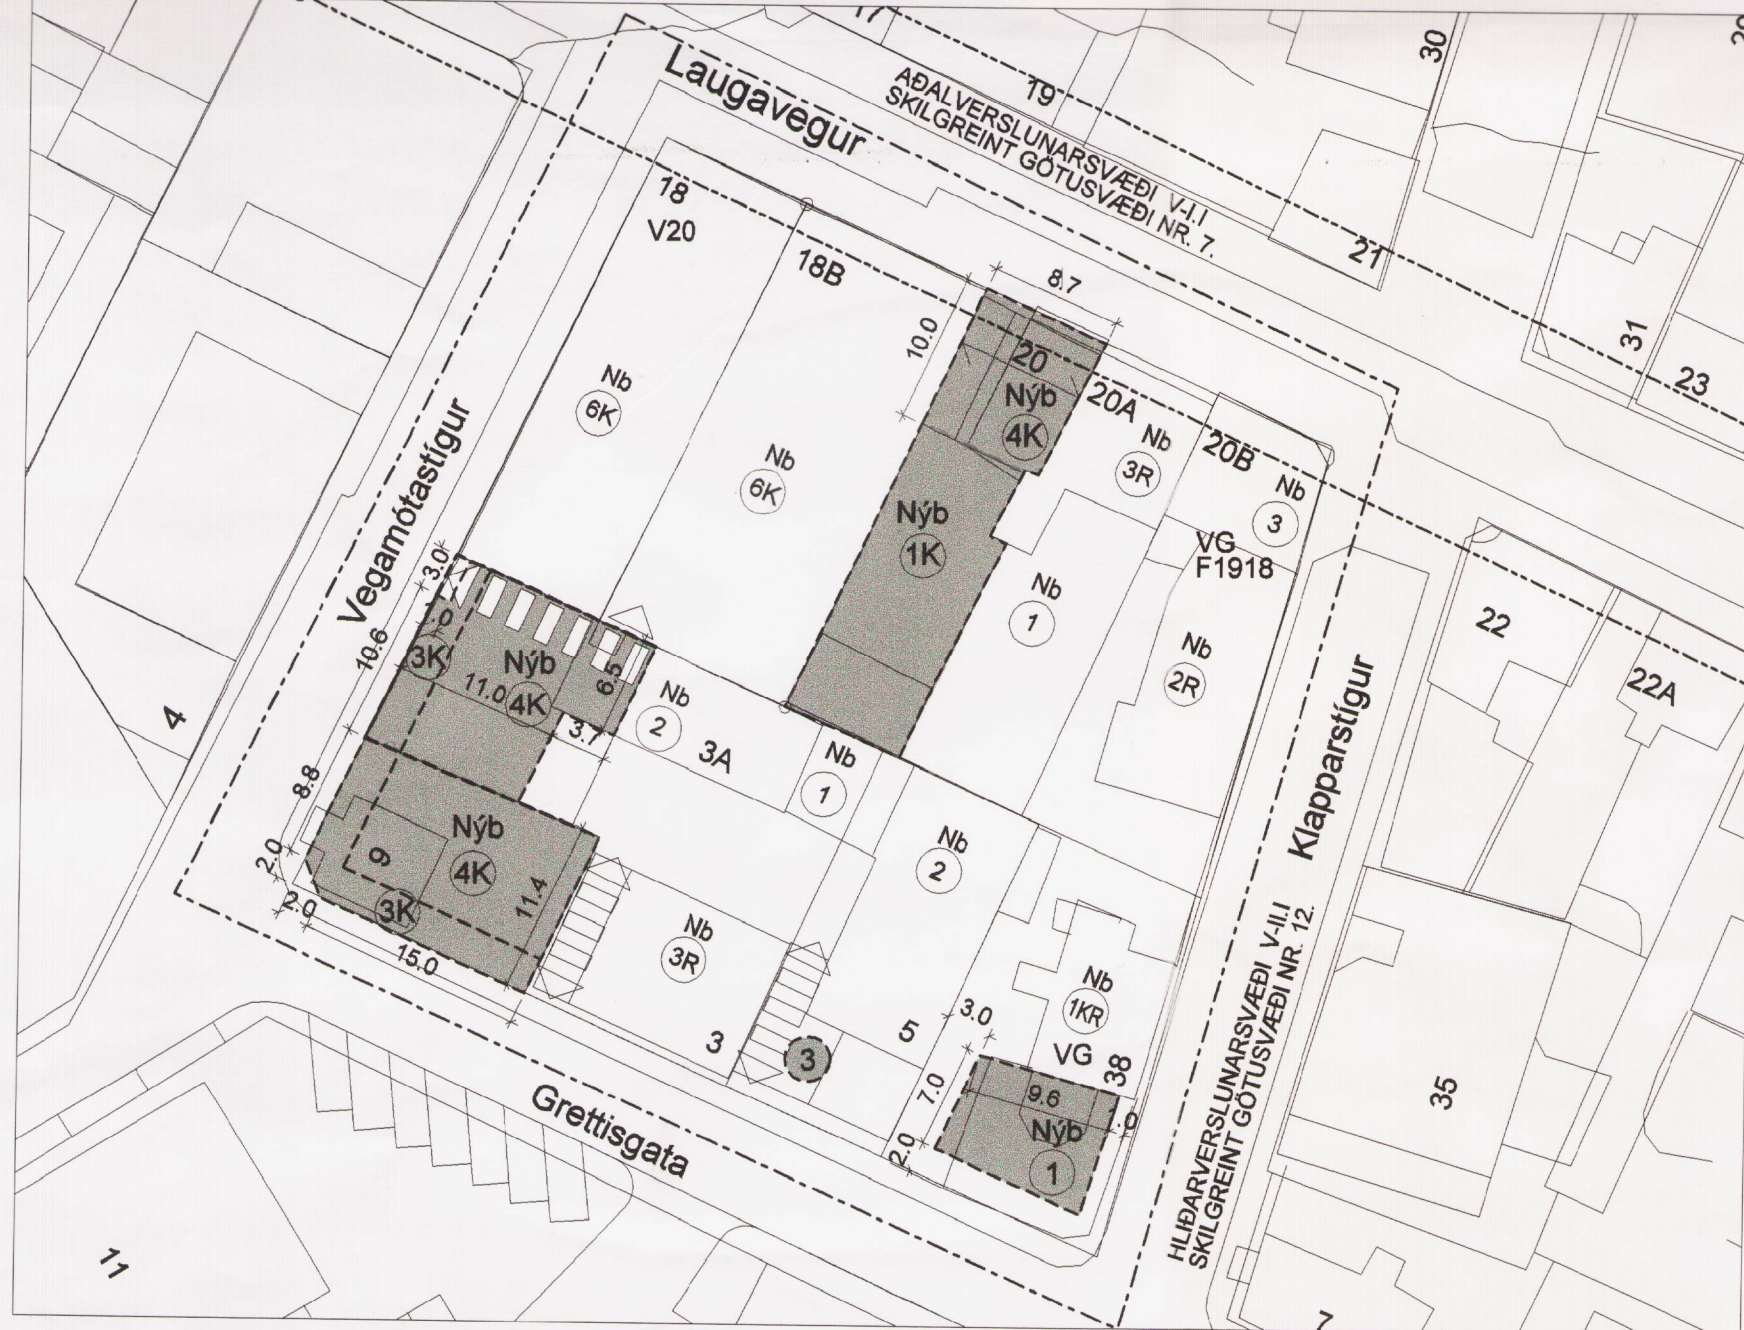 17
19
30
Laugavegur
AÐALVERSLUNARSVÆÐI V-I.I
SKILGREINT GÖTUSVÆÐI NR. 7.
18
V20
18B
21
8.7
10.0
31
23
20
Nýb
4K
20A
Nb
3R
20B
Nb
3
Nb
6K
Nb
6K
Vegamótastígur
Nýb
1K
VG
F1918
Nb
1
3.0
10.6
3K
Nýb
4K
11.0
6.5
3.7
Nb
2
3A
Nb
2R
22
22A
4
Nb
1
8.8
Nýb
4K
9
3K
2.0
2.0
11.4
15.0
Nb
2
Klapparstígur
Nb
3R
3
3
5
3.0
Nb
1KR
VG
38
7.0
9.6
Nýb
1
2.0
Grettisgata
HLIÐARVERSLUNARSVÆÐI V-II.I
SKILGREINT GÖTUSVÆÐI NR. 12.
35
11
7